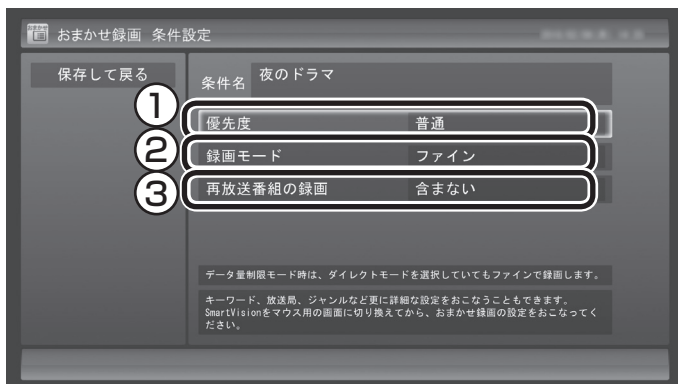 おまかせ録画 条件設定
保存して戻る
条件名 夜のドラマ
① 優先度 普通
② 録画モード ファイン
③ 再放送番組の録画 含まない
データ量制限モード時は、ダイレクトモードを選択していてもファインで録画します。
キーワード、放送局、ジャンルなど更に詳細な設定をおこなうこともできます。
SmartVisionをマウス用の画面に切り換えてから、おまかせ録画の設定をおこなってく
ださい。